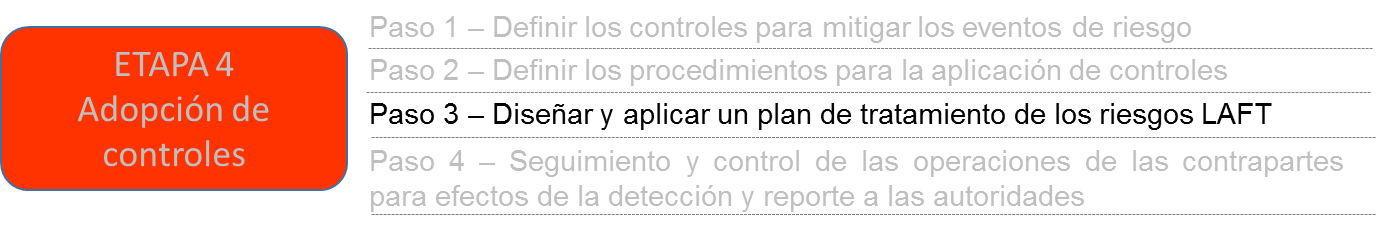 ETAPA 4
Adopción de
controles
Paso 1 – Definir los controles para mitigar los eventos de riesgo
Paso 2 – Definir los procedimientos para la aplicación de controles
Paso 3 – Diseñar y aplicar un plan de tratamiento de los riesgos LAFT
Paso 4 – Seguimiento y control de las operaciones de las contrapartes
para efectos de la detección y reporte a las autoridades